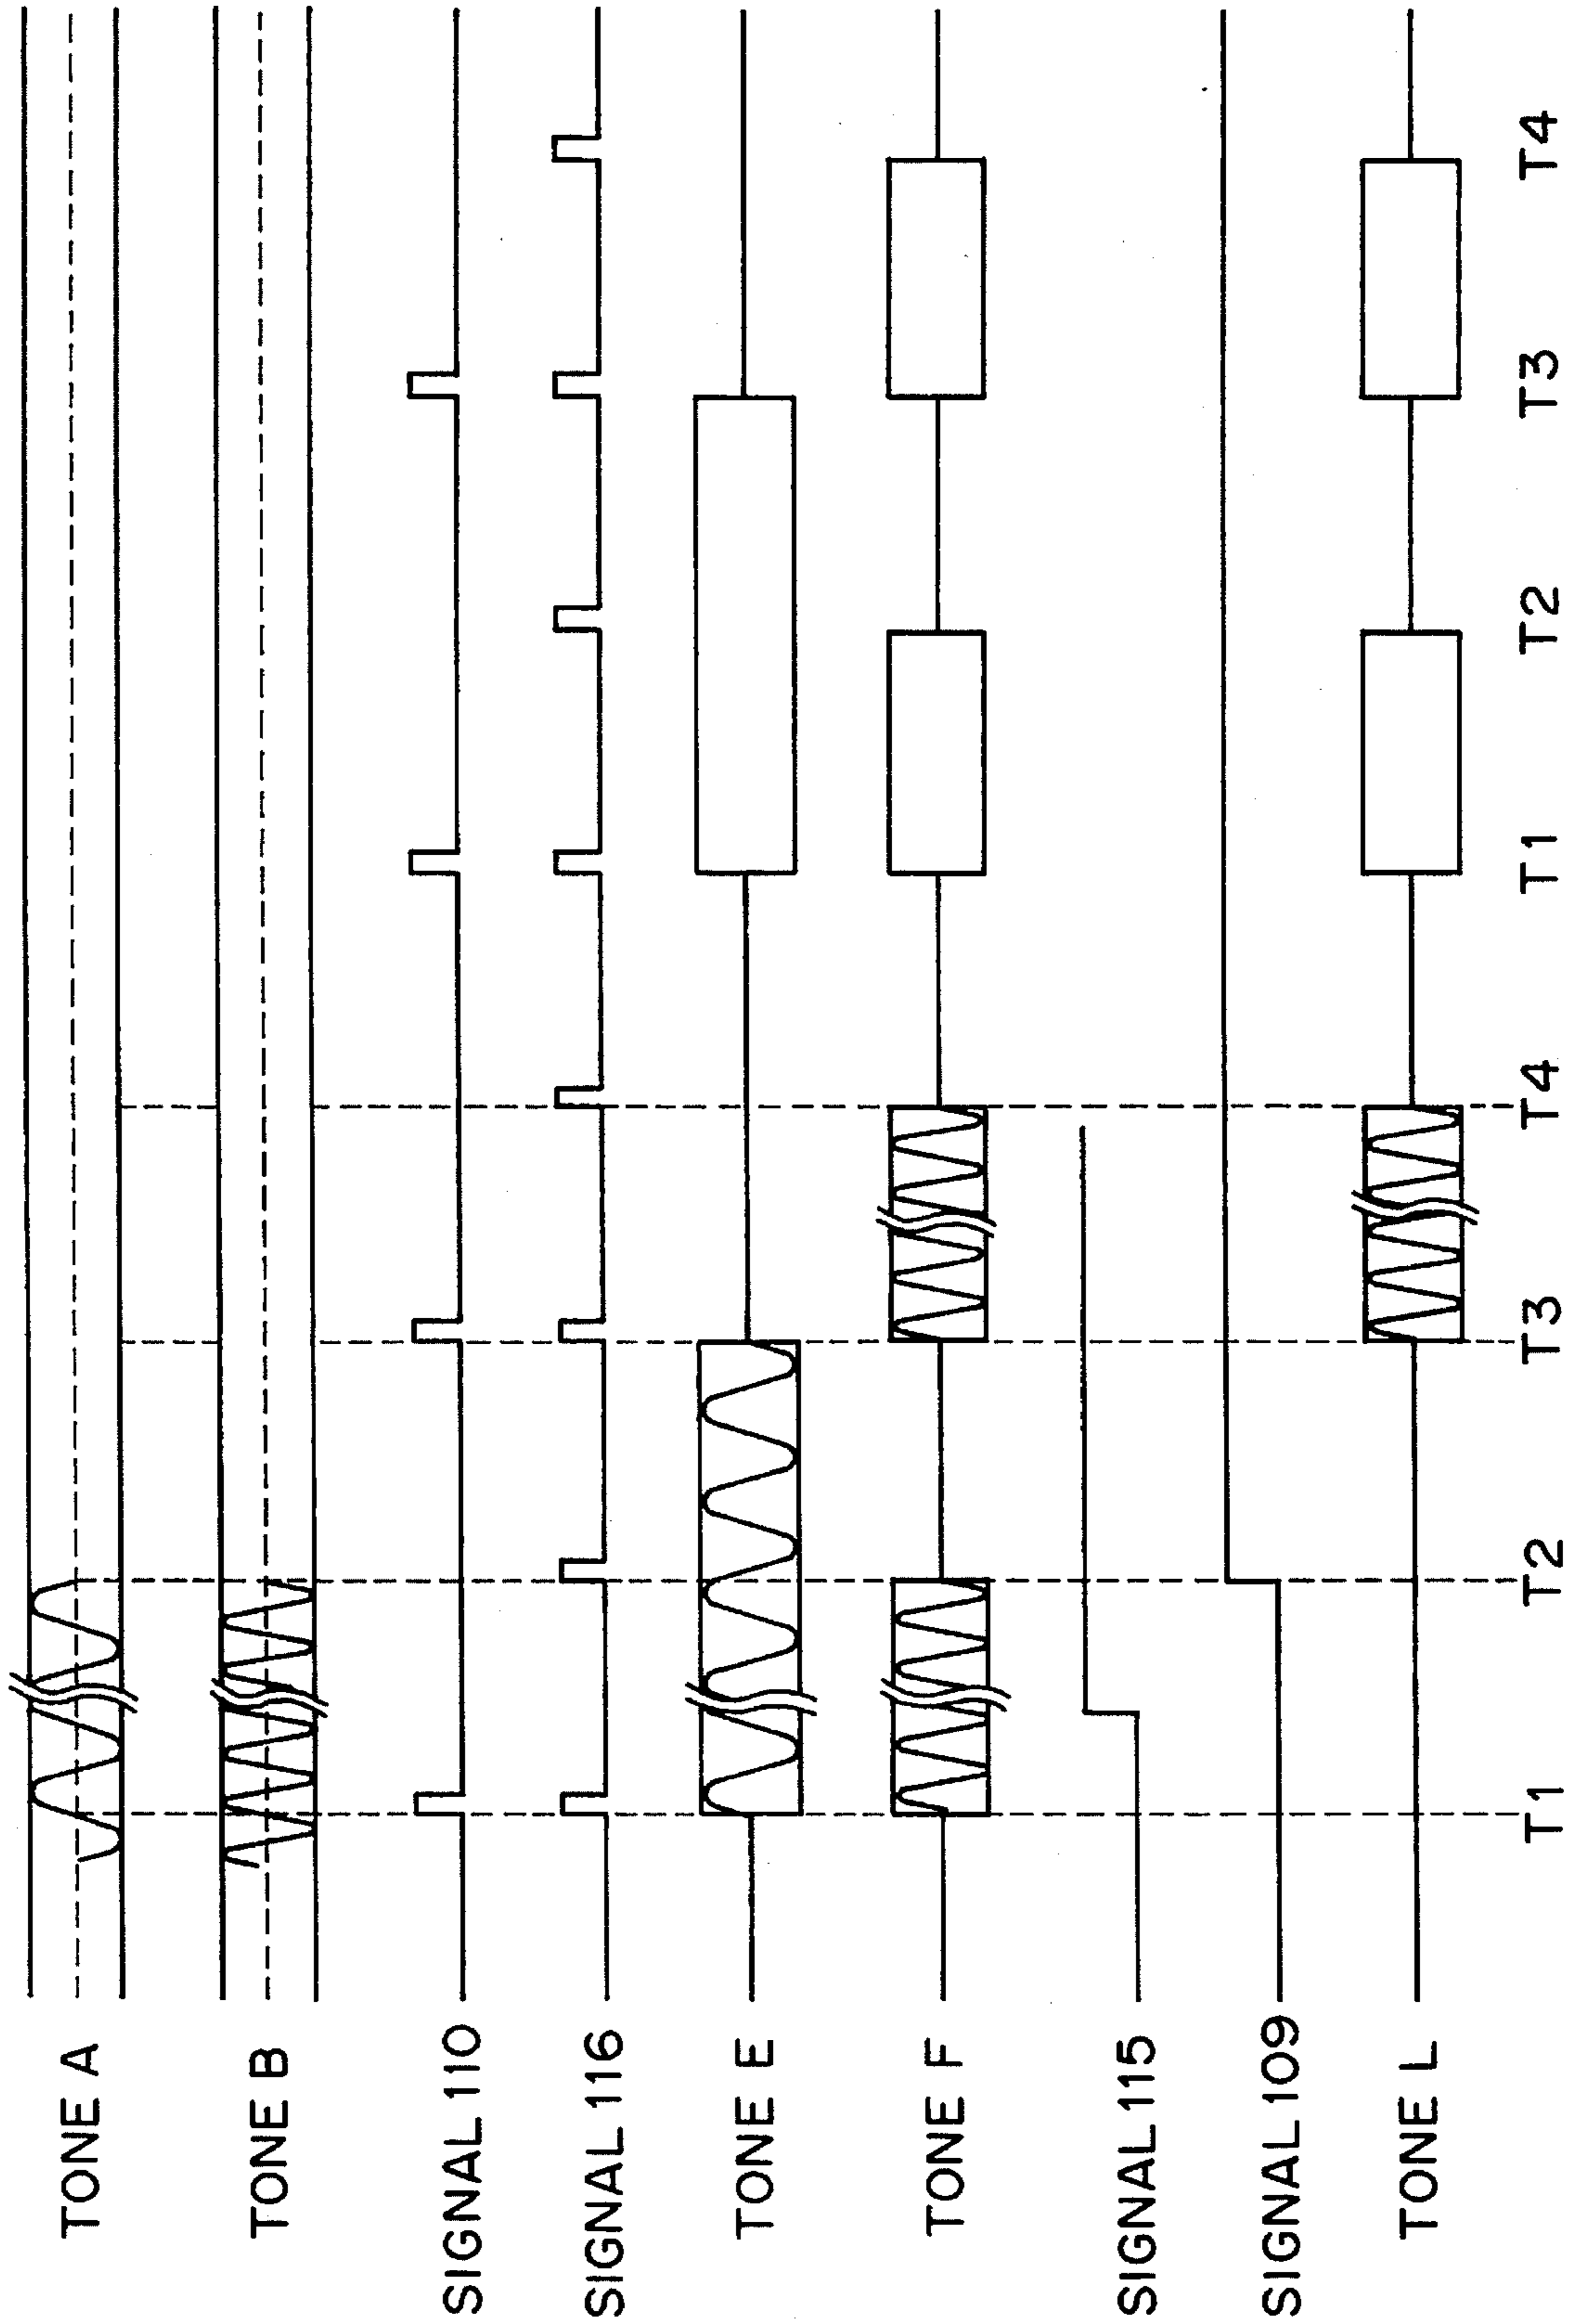 TONE A
TONE B
SIGNAL 110
SIGNAL 116
TONE E
TONE F
SIGNAL 115
SIGNAL 109
TONE L
T1 T2 T3 T4 T1 T2 T3 T4